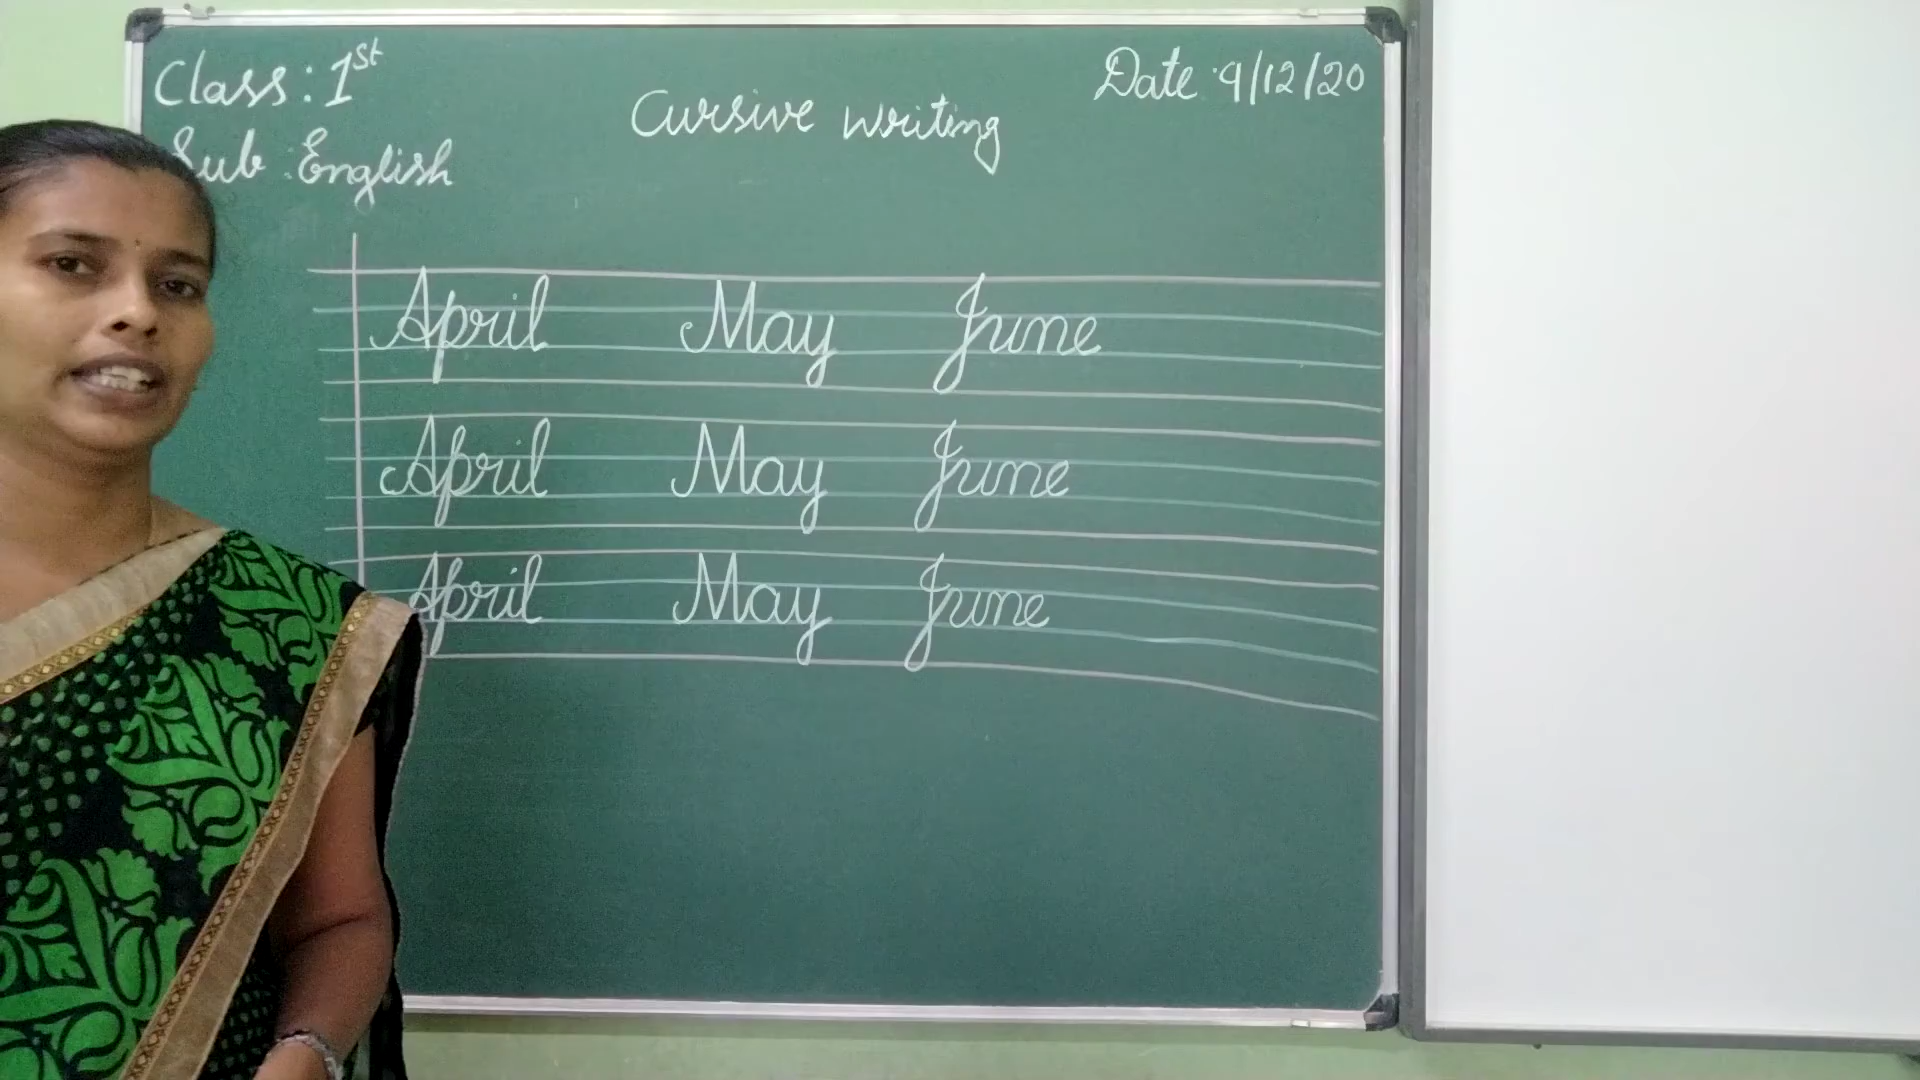 Class : 1st
Date : 9/12/20
Cursive writing
Sub : English
April May June
April May June
April May June